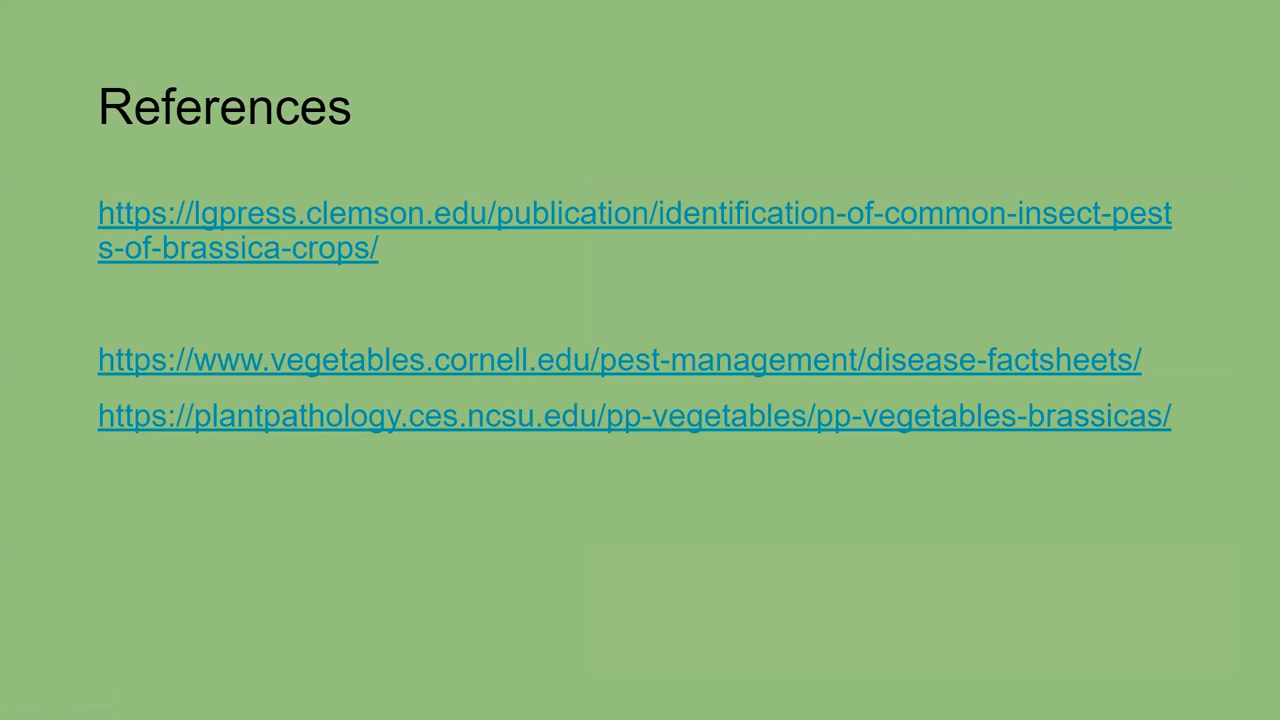 References
https://lgpress.clemson.edu/publication/identification-of-common-insect-pest
s-of-brassica-crops/
https://www.vegetables.cornell.edu/pest-management/disease-factsheets/
https://plantpathology.ces.ncsu.edu/pp-vegetables/pp-vegetables-brassicas/